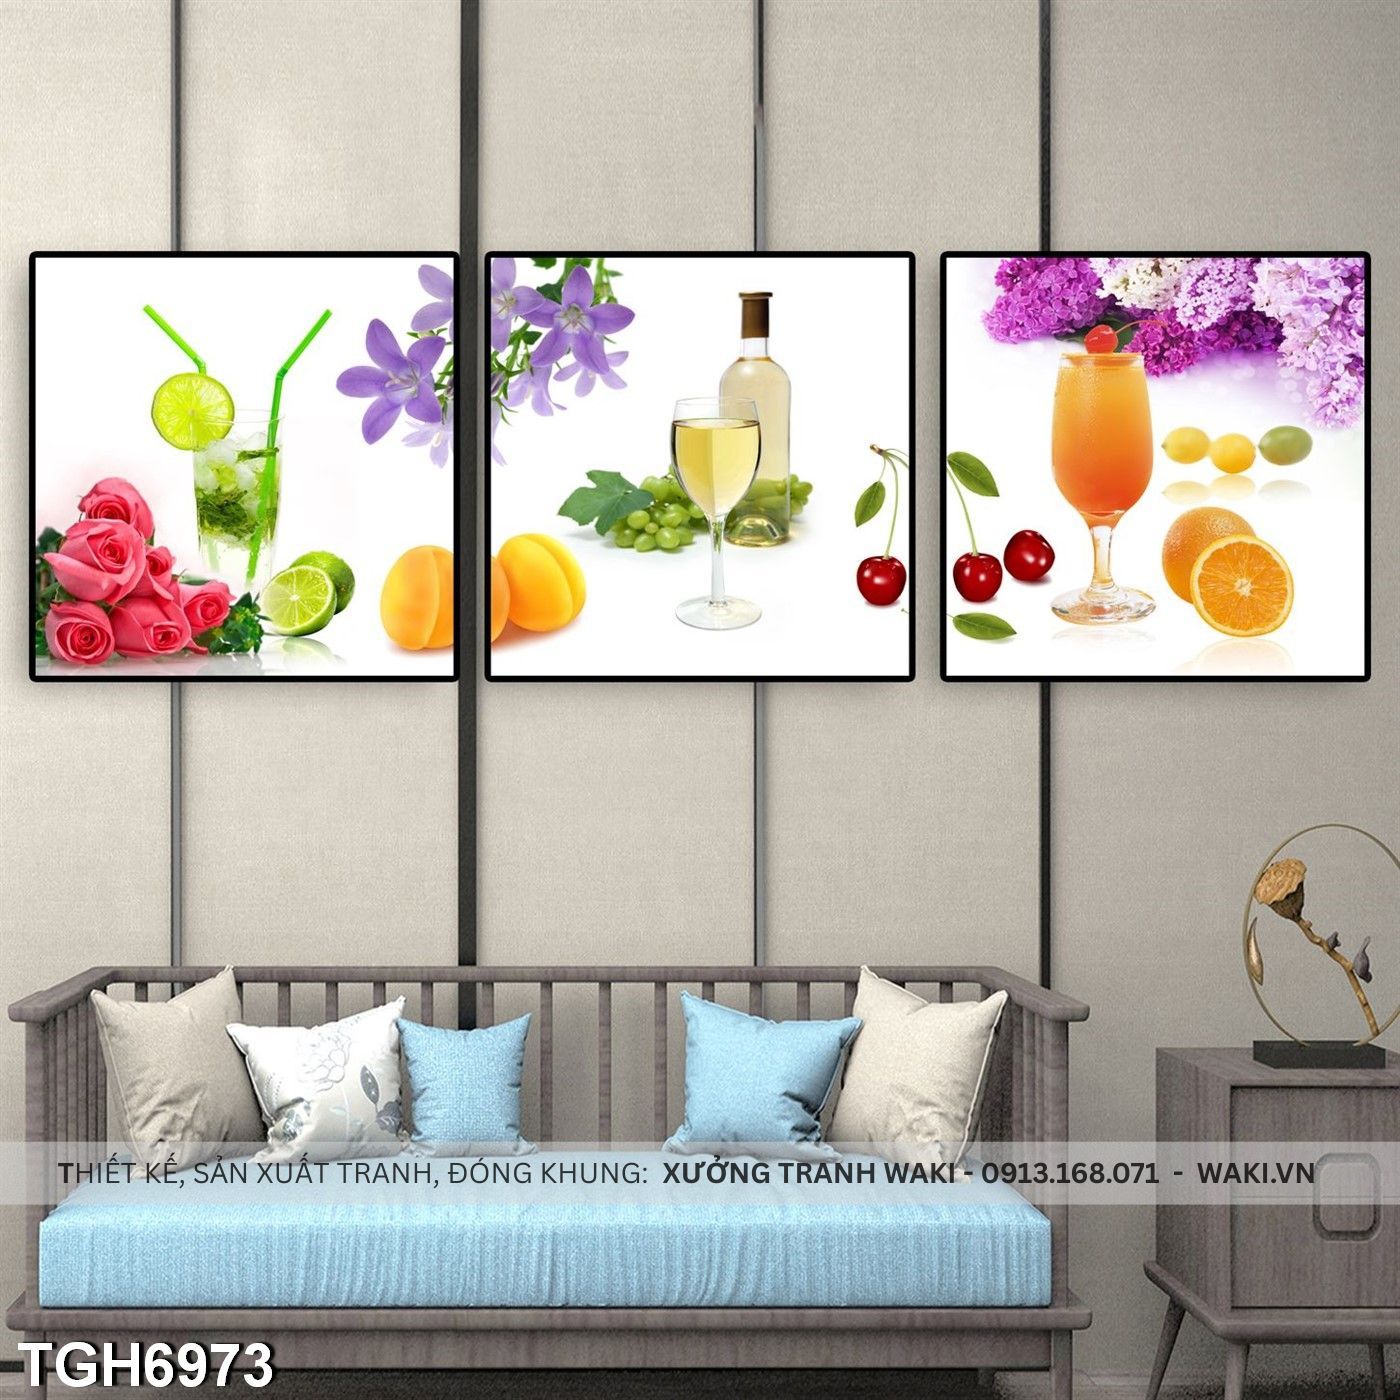 THIẾT KẾ, SẢN XUẤT TRANH, ĐÓNG KHUNG: XƯỞNG TRANH WAKI - 0913.168.071 - WAKI.VN
TGH6973